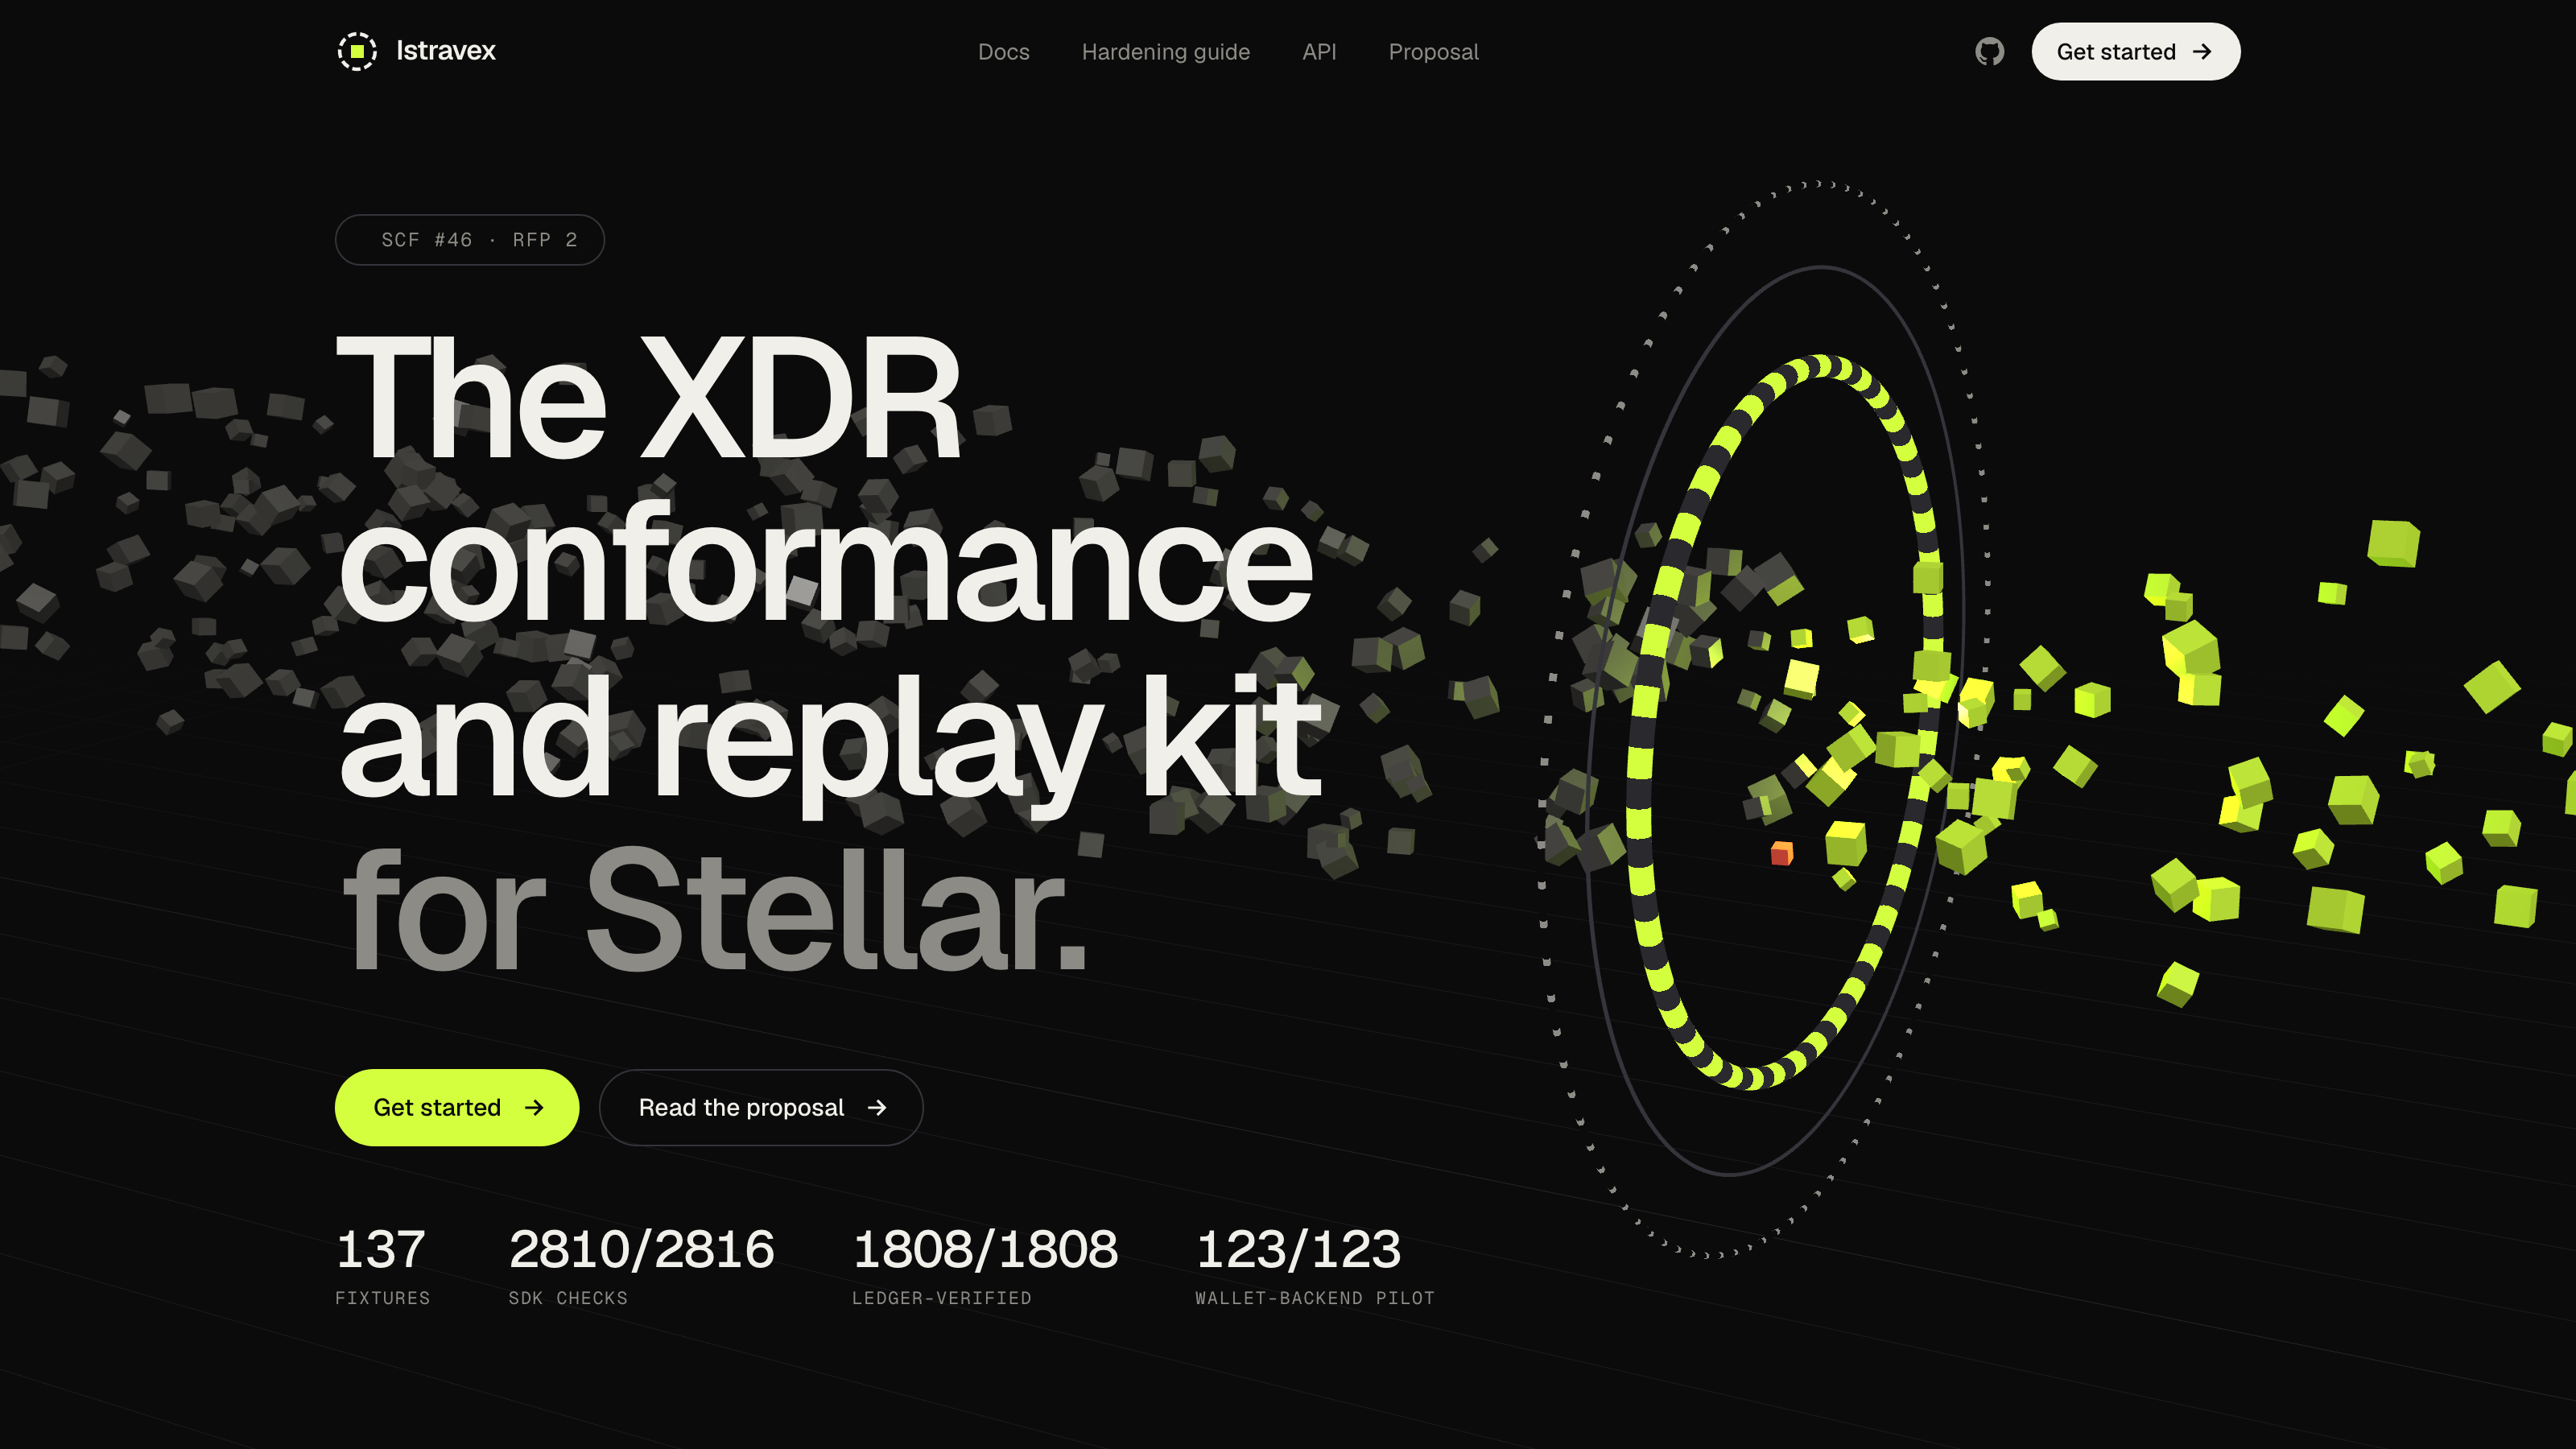 Istravex
Docs
Hardening guide
API
Proposal
Get started →
SCF #46 · RFP 2
The XDR
conformance
and replay kit
for Stellar.
Get started →
Read the proposal →
137
FIXTURES
2810/2816
SDK CHECKS
1808/1808
LEDGER-VERIFIED
123/123
WALLET-BACKEND PILOT